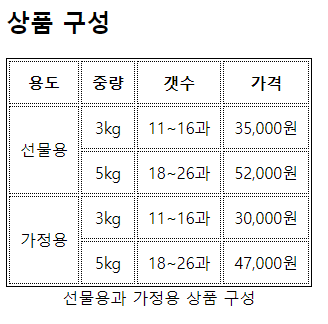 상품 구성
용도 중량 갯수 가격
선물용 3kg 11~16과 35,000원
5kg 18~26과 52,000원
가정용 3kg 11~16과 30,000원
5kg 18~26과 47,000원
선물용과 가정용 상품 구성